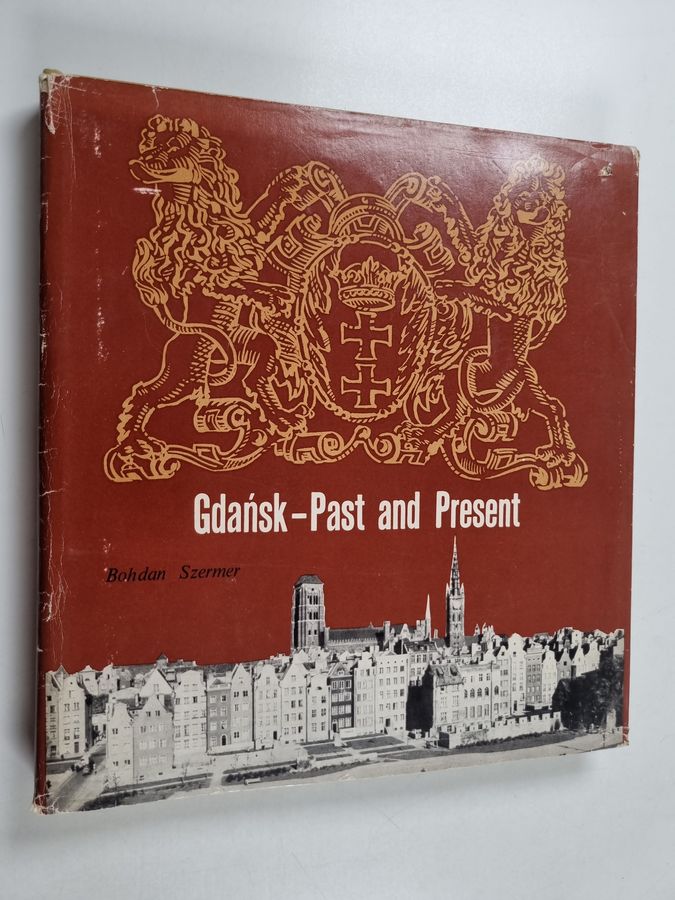 Gdańsk–Past and Present
Bohdan Szermer